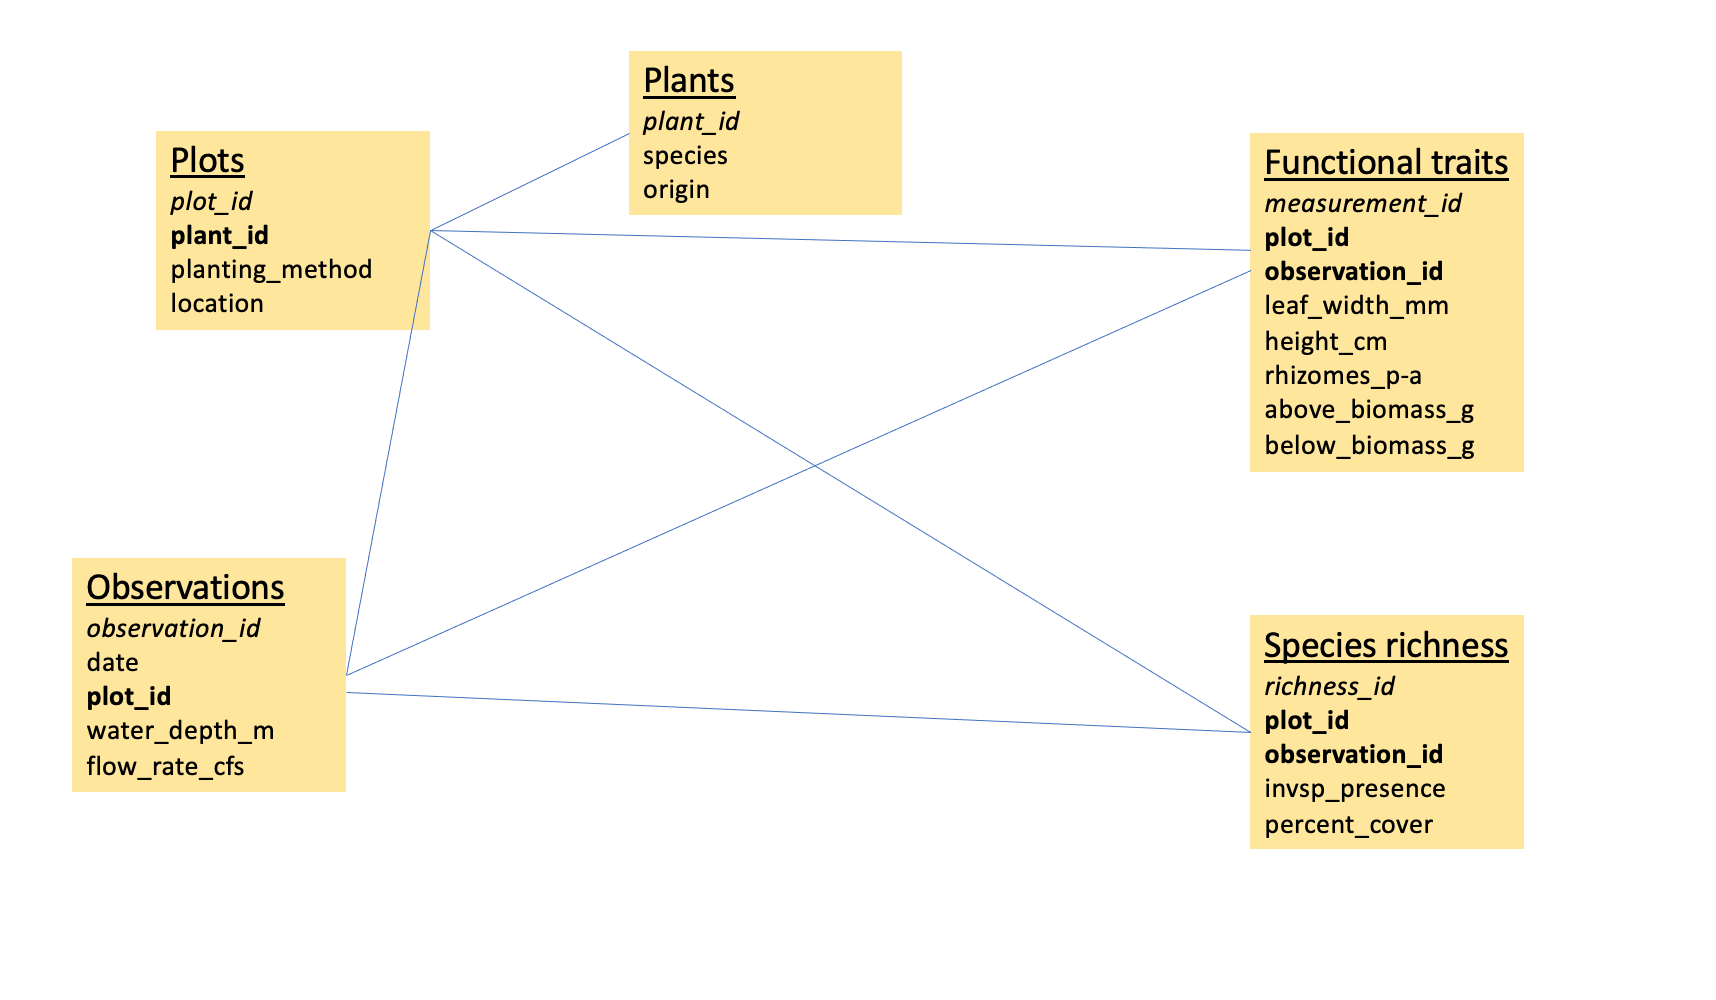 Plants
plant_id
species
origin
Plots
plot_id
plant_id
planting_method
location
Functional traits
measurement_id
plot_id
observation_id
leaf_width_mm
height_cm
rhizomes_p-a
above_biomass_g
below_biomass_g
Observations
observation_id
date
plot_id
water_depth_m
flow_rate_cfs
Species richness
richness_id
plot_id
observation_id
invsp_presence
percent_cover